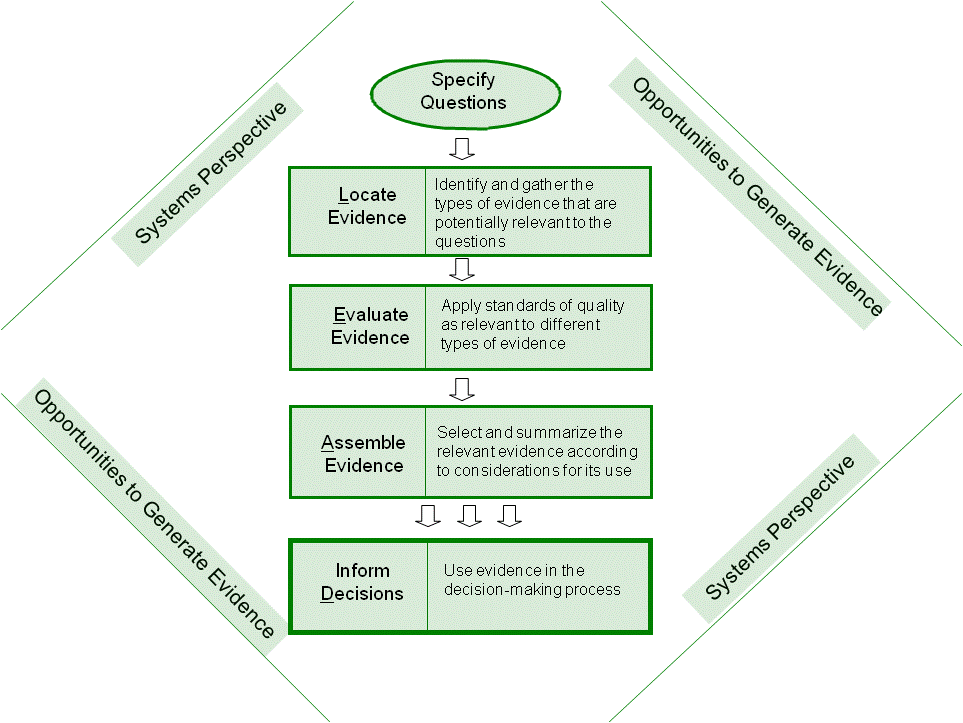 Specify
Questions
Systems Perspective
Opportunities to Generate Evidence
Locate
Evidence
Identify and gather the
types of evidence that are
potentially relevant to the
questions
Evaluate
Evidence
Apply standards of quality
as relevant to different
types of evidence
Opportunities to Generate Evidence
Assemble
Evidence
Select and summarize the
relevant evidence according
to considerations for its use
Systems Perspective
Inform
Decisions
Use evidence in the
decision-making process